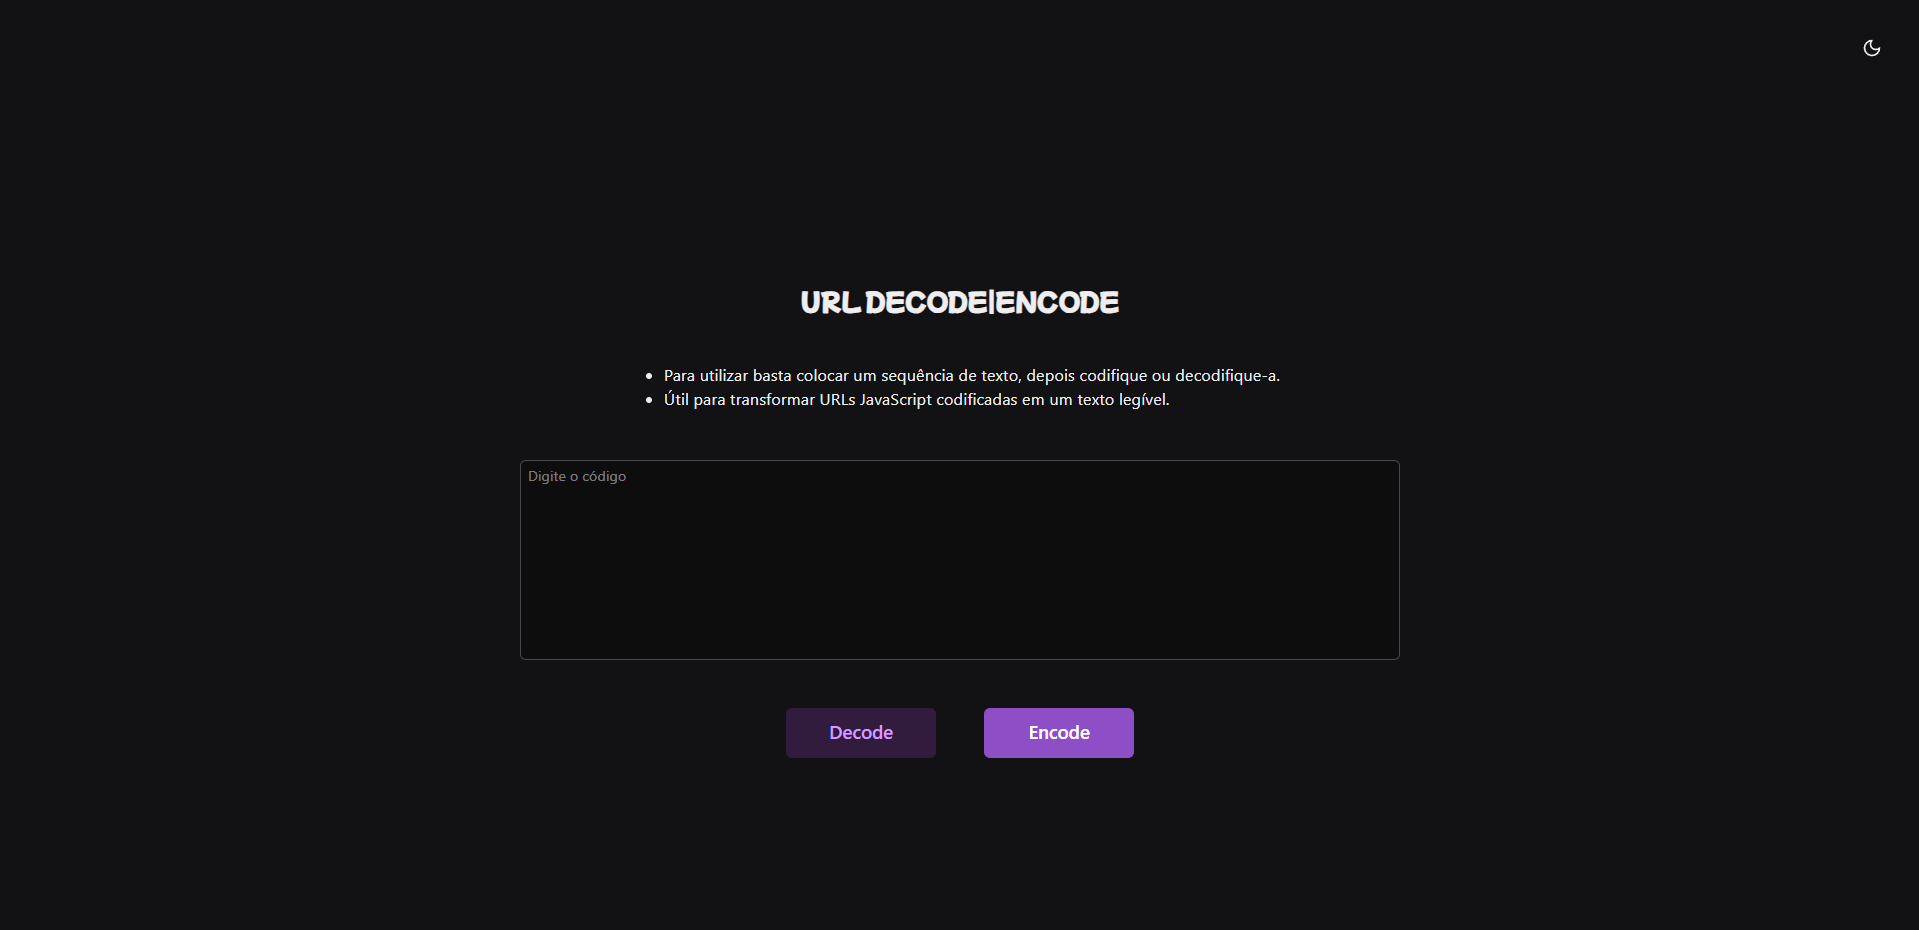 URL DECODE|ENCODE
Para utilizar basta colocar um sequência de texto, depois codifique ou decodifique-a.
Útil para transformar URLs JavaScript codificadas em um texto legível.
Digite o código
Decode
Encode